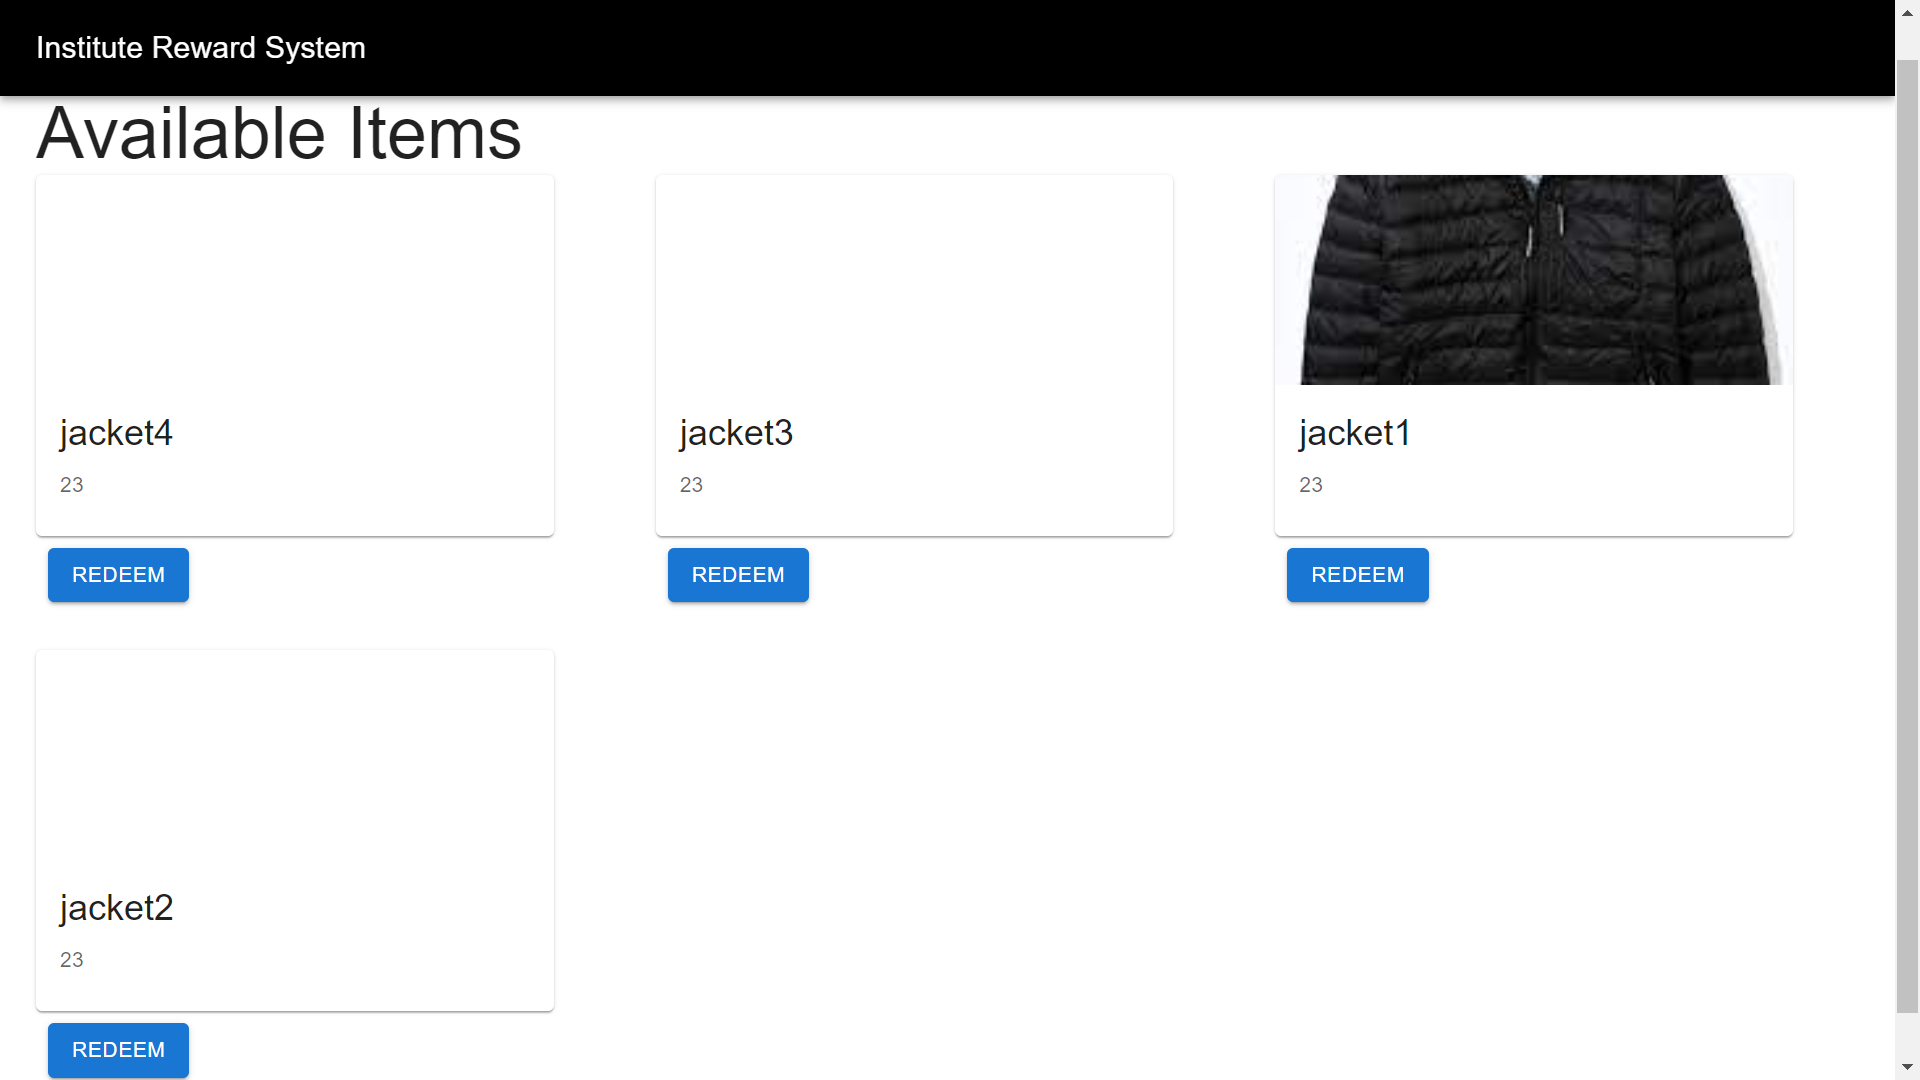 Institute Reward System
Available Items
jacket4
23
REDEEM
jacket3
23
REDEEM
jacket1
23
REDEEM
jacket2
23
REDEEM